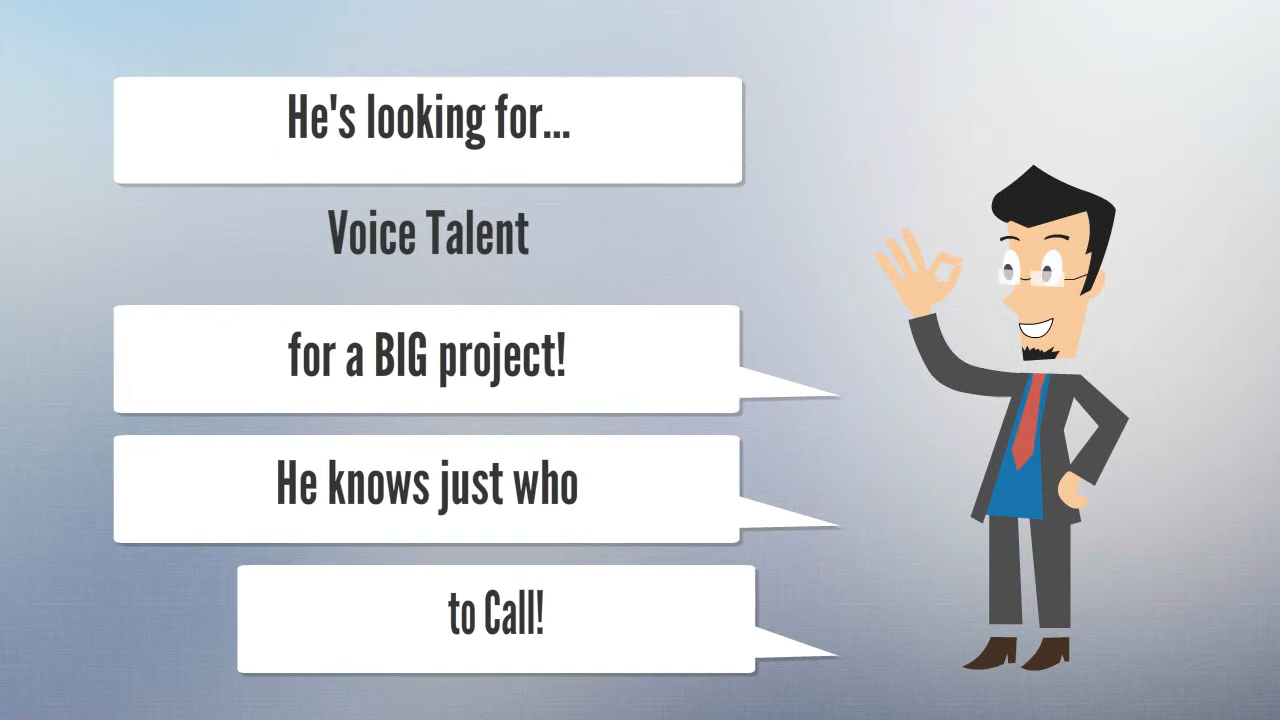 He's looking for...
Voice Talent
for a BIG project!
He knows just who
to Call!